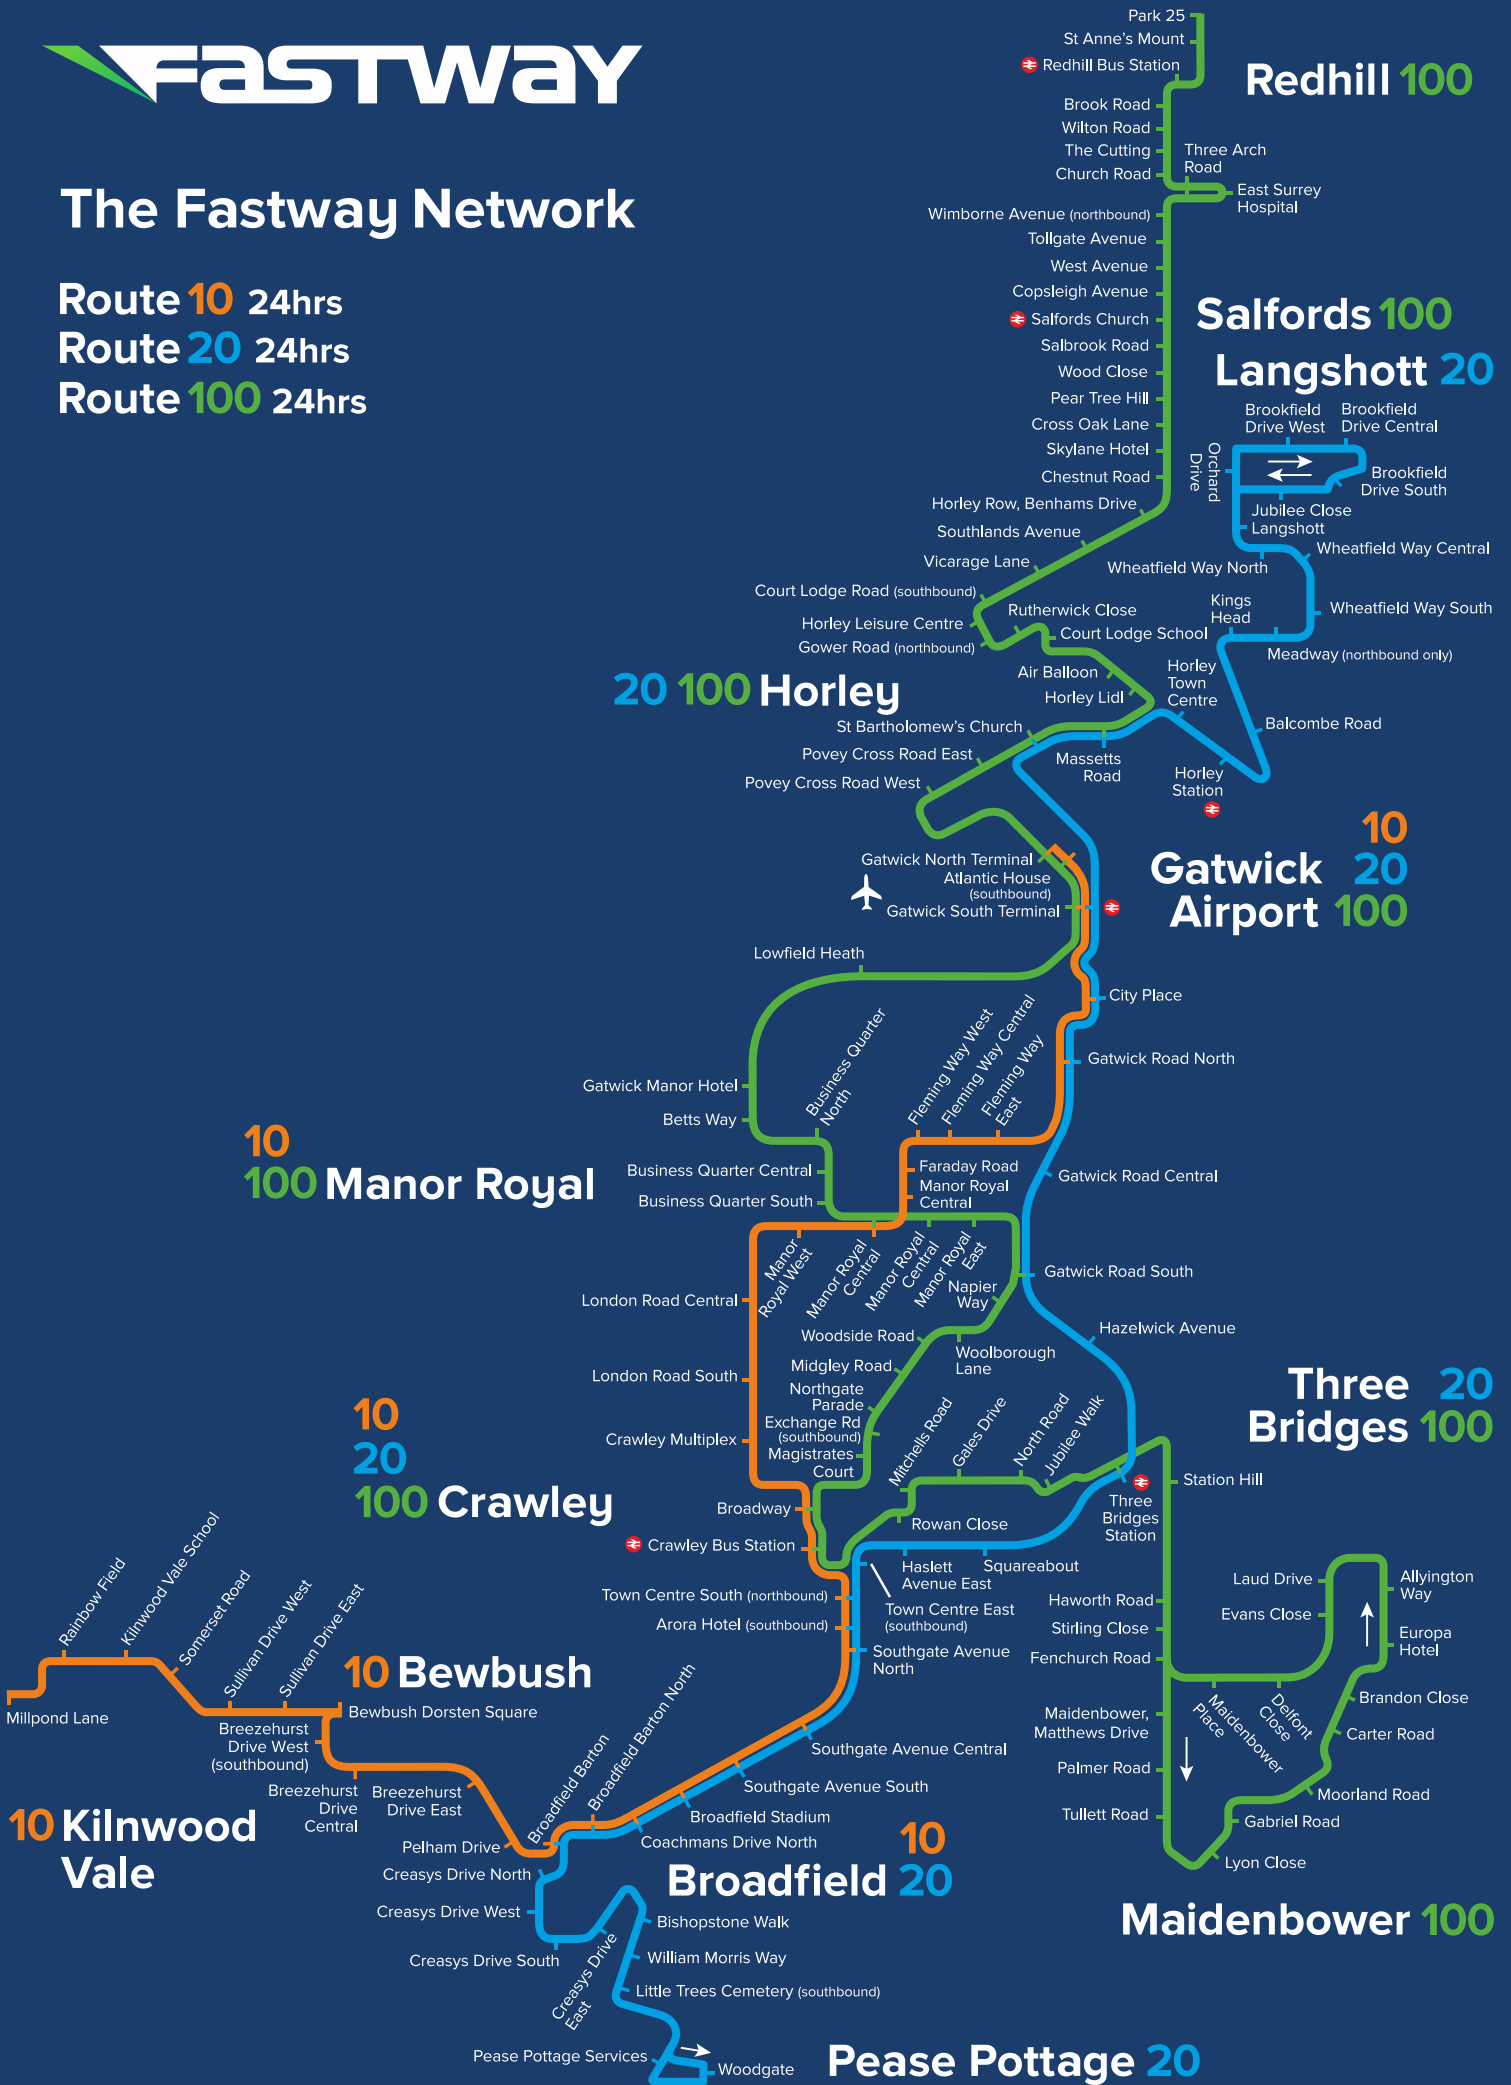 FASTWAY
The Fastway Network
Route 10 24hrs
Route 20 24hrs
Route 100 24hrs
Park 25
St Anne's Mount
Redhill Bus Station
Redhill 100
Brook Road
Wilton Road
The Cutting
Church Road
Three Arch
Road
East Surrey
Hospital
Wimborne Avenue (northbound)
Tollgate Avenue
West Avenue
Copsleigh Avenue
Salfords Church
Salfords 100
Salbrook Road
Wood Close
Pear Tree Hill
Cross Oak Lane
Skylane Hotel
Chestnut Road
Langshott 20
Brookfield
Drive West
Brookfield
Drive Central
Orchard
Drive
Brookfield
Drive South
Jubilee Close
Langshott
Wheatfield Way Central
Wheatfield Way North
Wheatfield Way South
Kings
Head
Meadway (northbound only)
Horley Row, Benhams Drive
Southlands Avenue
Vicarage Lane
Court Lodge Road (southbound)
Horley Leisure Centre
Gower Road (northbound)
Rutherwick Close
Court Lodge School
Air Balloon
Horley Lidl
Horley
Town
Centre
Balcombe Road
20 100 Horley
St Bartholomew's Church
Povey Cross Road East
Povey Cross Road West
Massetts
Road
Horley
Station
10
Gatwick 20
Airport 100
Gatwick North Terminal
Atlantic House
(southbound)
Gatwick South Terminal
Lowfield Heath
City Place
Gatwick Road North
Gatwick Manor Hotel
Betts Way
Business Quarter
North
Fleming Way West
Fleming Way Central
Fleming Way
East
10
100 Manor Royal
Business Quarter Central
Business Quarter South
Faraday Road
Manor Royal
Central
Gatwick Road Central
Manor
Royal West
Manor Royal
Central
Manor Royal
Central
Manor Royal
East
Napier
Way
Gatwick Road South
London Road Central
London Road South
Crawley Multiplex
Woodside Road
Midgley Road
Northgate
Parade
Exchange Rd
(southbound)
Magistrates
Court
Woolborough
Lane
Hazelwick Avenue
Three 20
Bridges 100
10
20
100 Crawley
Mitchells Road
Gales Drive
North Road
Jubilee Walk
Rowan Close
Broadway
Crawley Bus Station
Three
Bridges
Station
Station Hill
Haslett
Avenue East
Squareabout
Town Centre East
(southbound)
Town Centre South (northbound)
Arora Hotel (southbound)
Southgate Avenue
North
Haworth Road
Stirling Close
Fenchurch Road
Laud Drive
Evans Close
Allyington
Way
Europa
Hotel
Maidenbower
Place
Delfont
Close
Brandon Close
Carter Road
Moorland Road
Gabriel Road
Lyon Close
Maidenbower,
Matthews Drive
Palmer Road
Tullett Road
Maidenbower 100
Rainbow Field
Kilnwood Vale School
Somerset Road
Sullivan Drive West
Sullivan Drive East
10 Bewbush
Millpond Lane
Bewbush Dorsten Square
Breezehurst
Drive West
(southbound)
Breezehurst
Drive
Central
Breezehurst
Drive East
10 Kilnwood
Vale
Pelham Drive
Broadfield Barton
Broadfield Barton North
Southgate Avenue Central
Southgate Avenue South
Broadfield Stadium
Coachmans Drive North
10
Broadfield 20
Creasys Drive North
Creasys Drive West
Creasys Drive South
Creasys Drive
East
Bishopstone Walk
William Morris Way
Little Trees Cemetery (southbound)
Pease Pottage Services
Woodgate
Pease Pottage 20